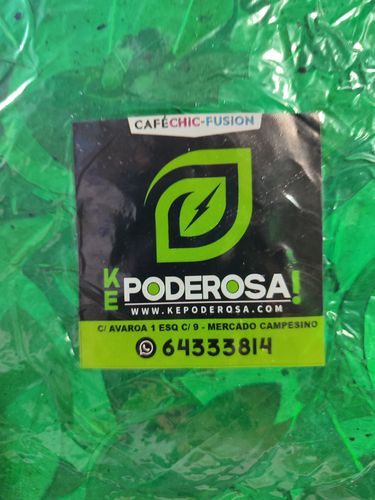 CAFÉCHIC-FUSION
KE PODEROSA!
WWW.KEPODEROSA.COM
C/ AVAROA 1 ESQ C/ 9 - MERCADO CAMPESINO
64333814